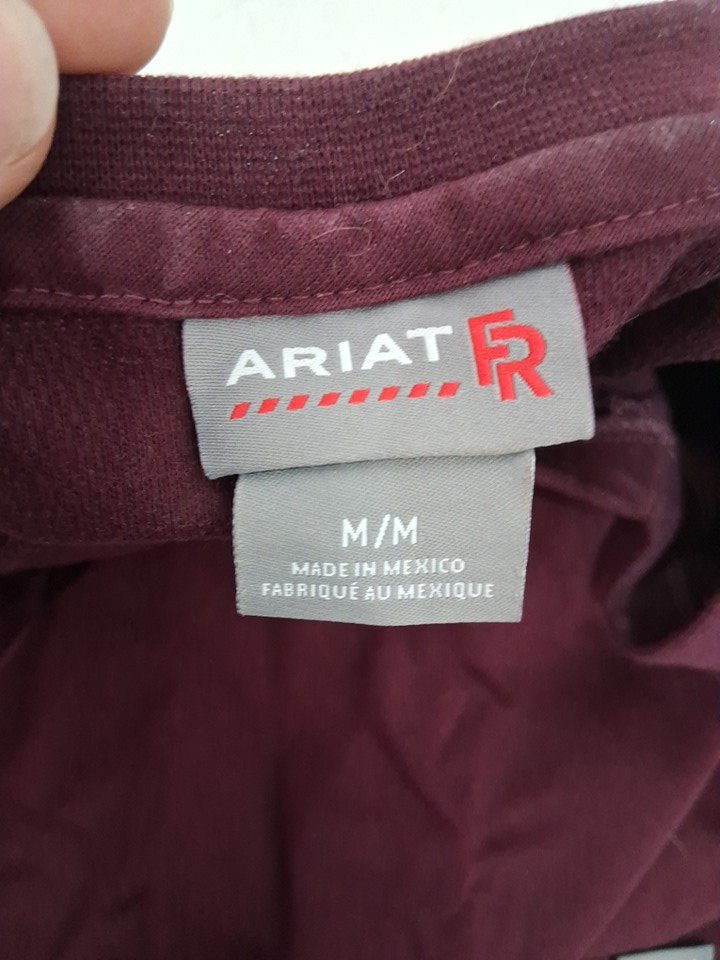 ARIAT FR
M/M
MADE IN MEXICO
FABRIQUÉ AU MEXIQUE